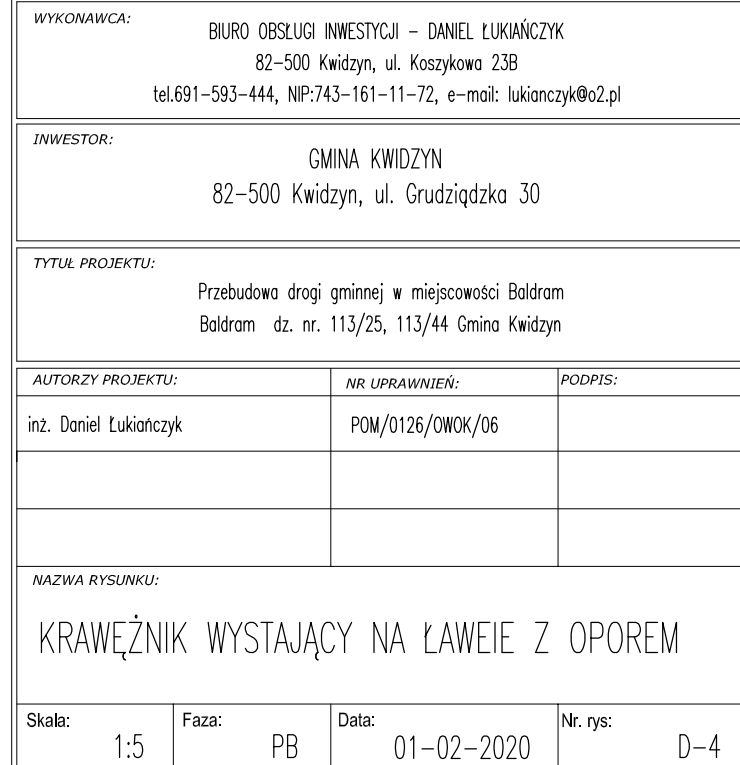 WYKONAWCA:
BIURO OBSŁUGI INWESTYCJI – DANIEL ŁUKIAŃCZYK
82–500 Kwidzyn, ul. Koszykowa 23B
tel.691–593–444, NIP:743–161–11–72, e–mail: lukianczyk@o2.pl
INWESTOR:
GMINA KWIDZYN
82–500 Kwidzyn, ul. Grudziądzka 30
TYTUŁ PROJEKTU:
Przebudowa drogi gminnej w miejscowości Baldram
Baldram dz. nr. 113/25, 113/44 Gmina Kwidzyn
AUTORZY PROJEKTU: NR UPRAWNIEŃ: PODPIS:
inż. Daniel Łukiańczyk POM/0126/OWOK/06
NAZWA RYSUNKU:
KRAWĘŻNIK WYSTAJĄCY NA ŁAWEIE Z OPOREM
Skala: Faza: Data: Nr. rys:
1:5 PB 01–02–2020 D–4